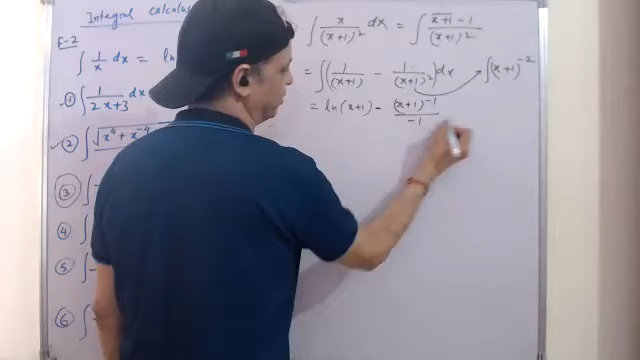 Integral calculus
E-2
∫ 1/x dx = ln
① ∫ 1/(2x+3) dx
② ∫ √(x⁴ + x⁻⁴
③ ∫
④ ∫
⑤ ∫
⑥ ∫
∫ x/(x+1)² dx = ∫ (x+1 -1)/(x+1)²
= ∫ (1/(x+1) - 1/(x+1)²) dx → ∫ (x+1)⁻²
= ln(x+1) - (x+1)⁻¹/-1